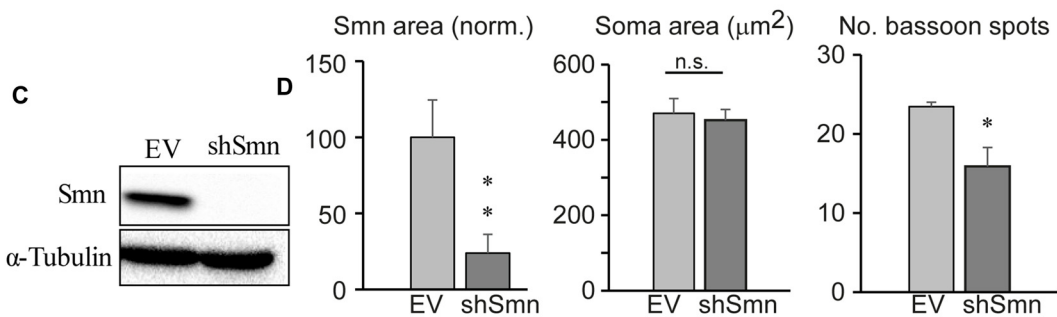 C
EV shSmn
Smn
α-Tubulin
D
Smn area (norm.)
150
100
50
0
*
*
EV shSmn
Soma area (μm²)
600
400
200
0
n.s.
EV shSmn
No. bassoon spots
30
20
10
0
*
EV shSmn